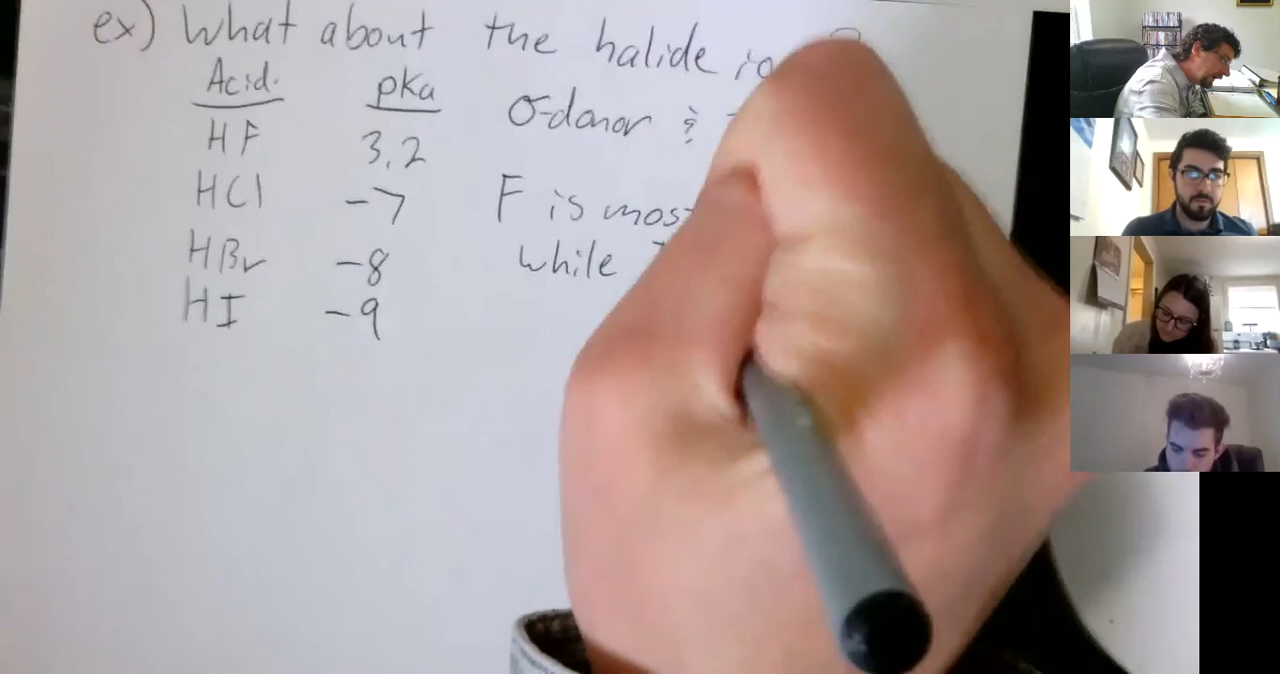 ex) What about the halide
Acid. pKa
σ-donor &
HF 3.2
HCl -7
F is
HBr -8
while
HI -9